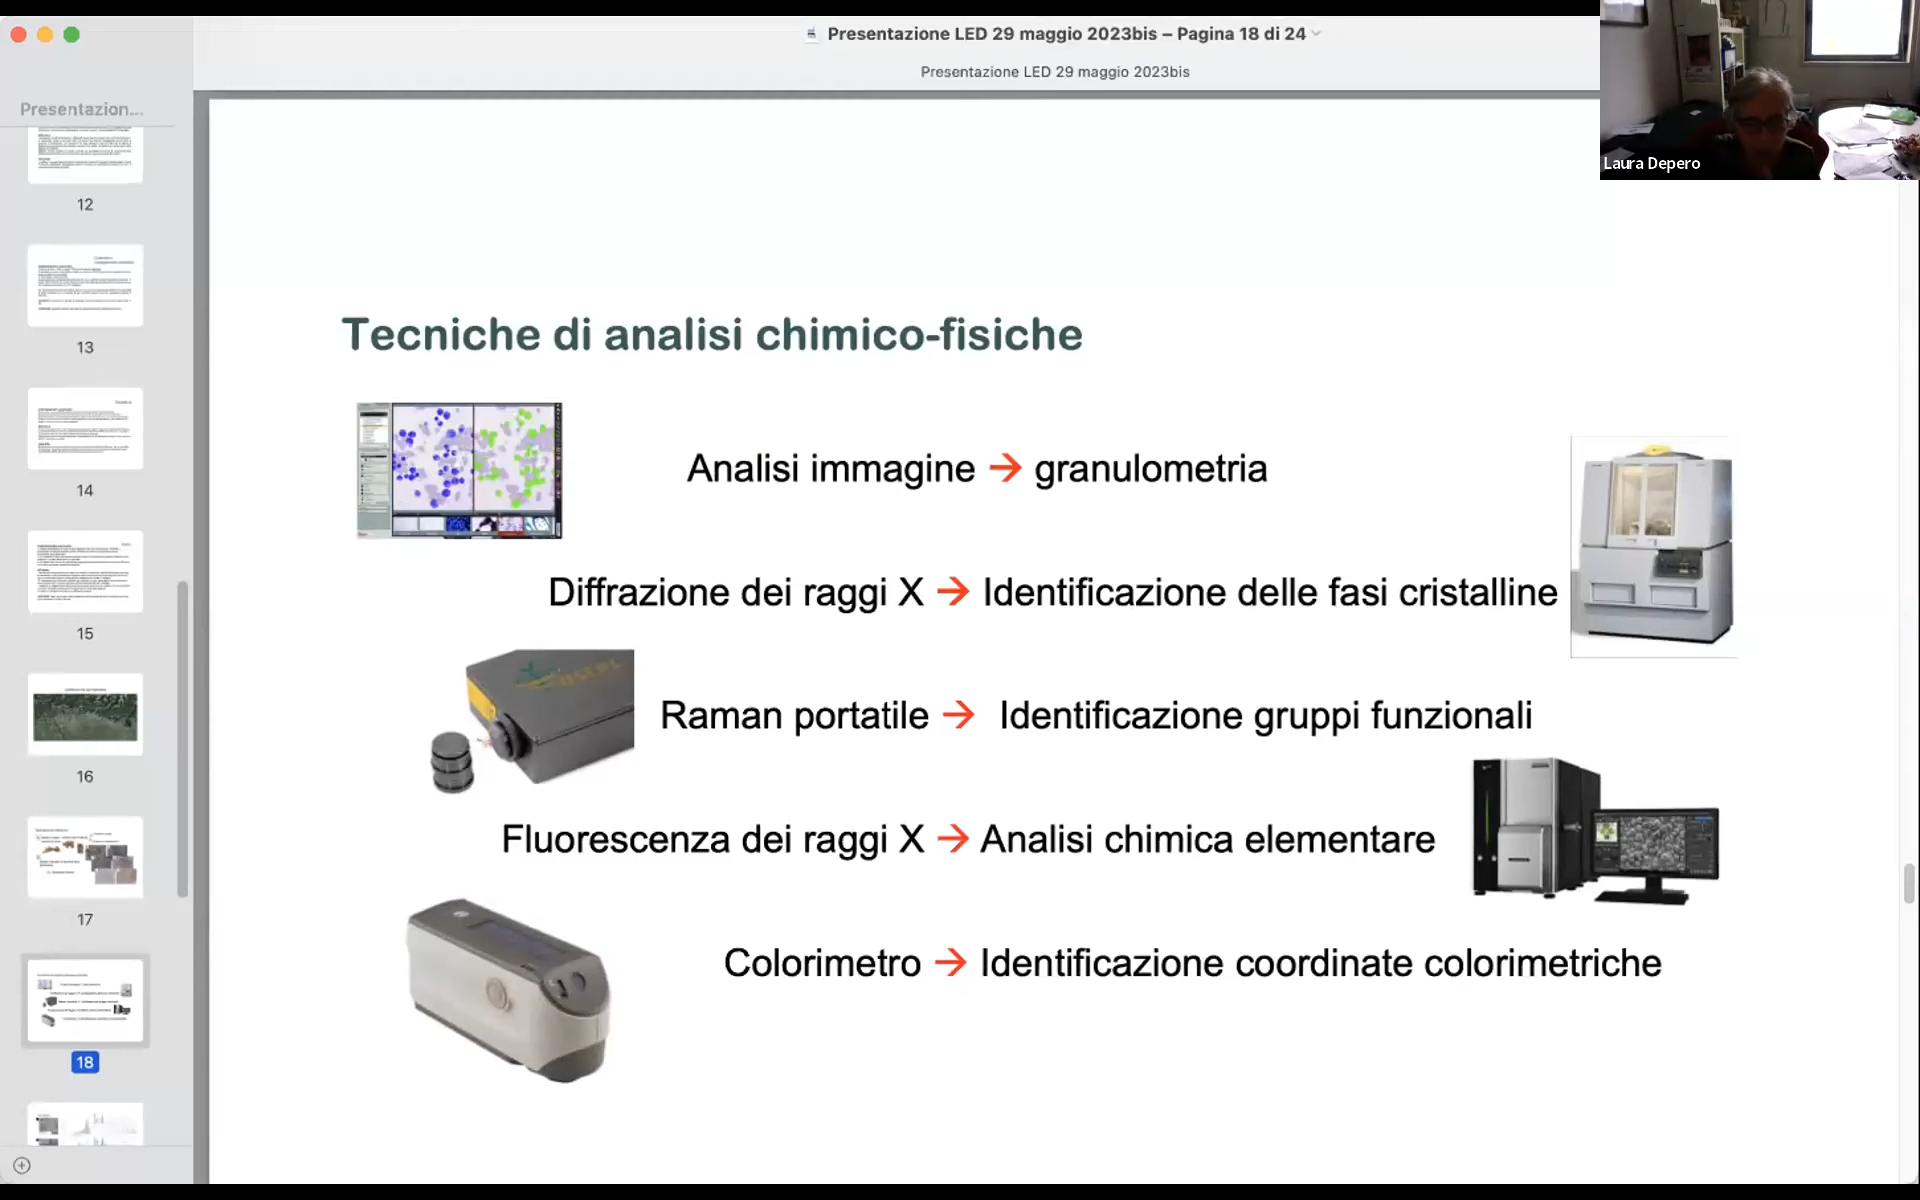 Presentazione LED 29 maggio 2023bis – Pagina 18 di 24
Presentazione LED 29 maggio 2023bis
Laura Depero
Presentazion...
12
13
14
15
16
17
18
Tecniche di analisi chimico-fisiche
Analisi immagine → granulometria
Diffrazione dei raggi X → Identificazione delle fasi cristalline
Raman portatile → Identificazione gruppi funzionali
Fluorescenza dei raggi X → Analisi chimica elementare
Colorimetro → Identificazione coordinate colorimetriche